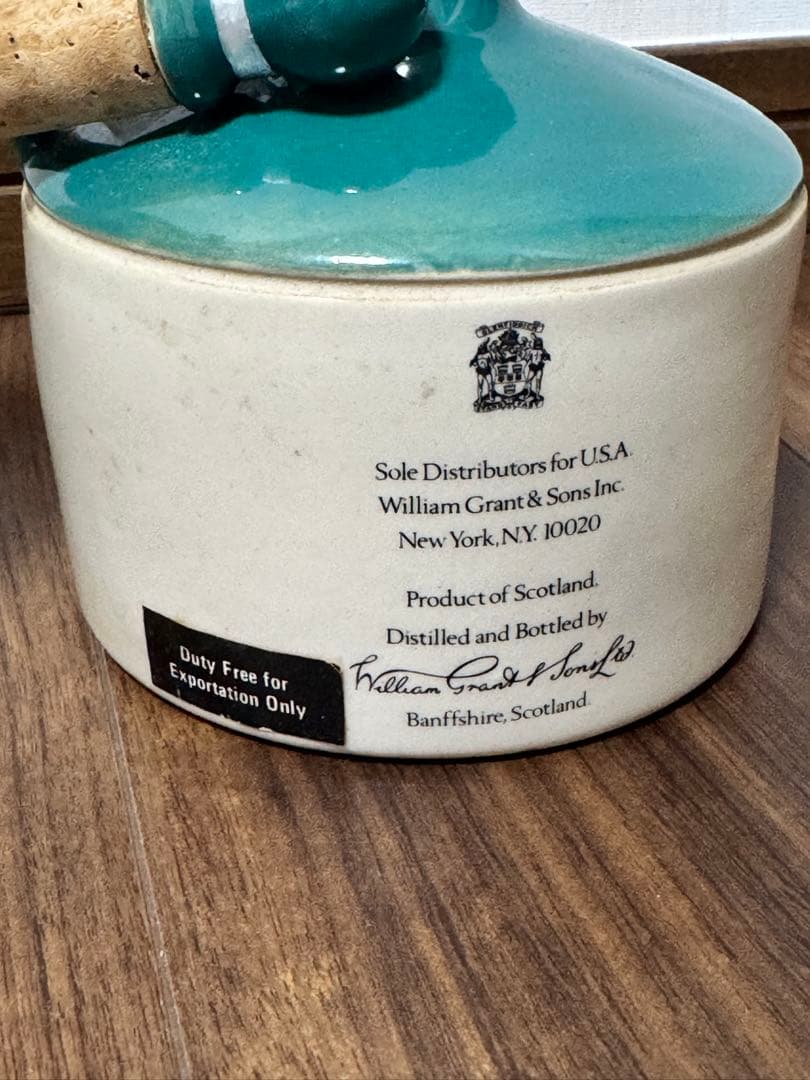 GLENFIDDICH
Sole Distributors for U.S.A.
William Grant & Sons Inc.
New York, N.Y. 10020
Product of Scotland.
Distilled and Bottled by
William Grant & Sons Ltd.
Banffshire, Scotland.
Duty Free for
Exportation Only